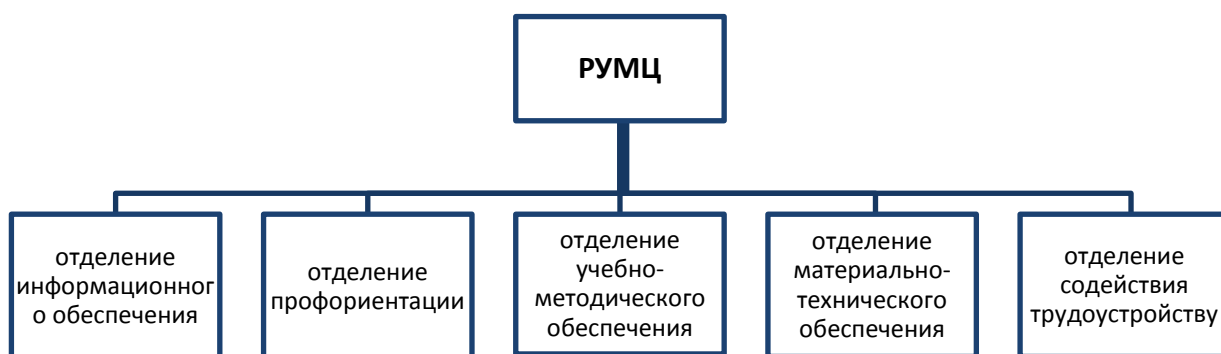 РУМЦ
отделение
информационног
о обеспечения
отделение
профориентации
отделение
учебно-
методического
обеспечения
отделение
материально-
технического
обеспечения
отделение
содействия
трудоустройству